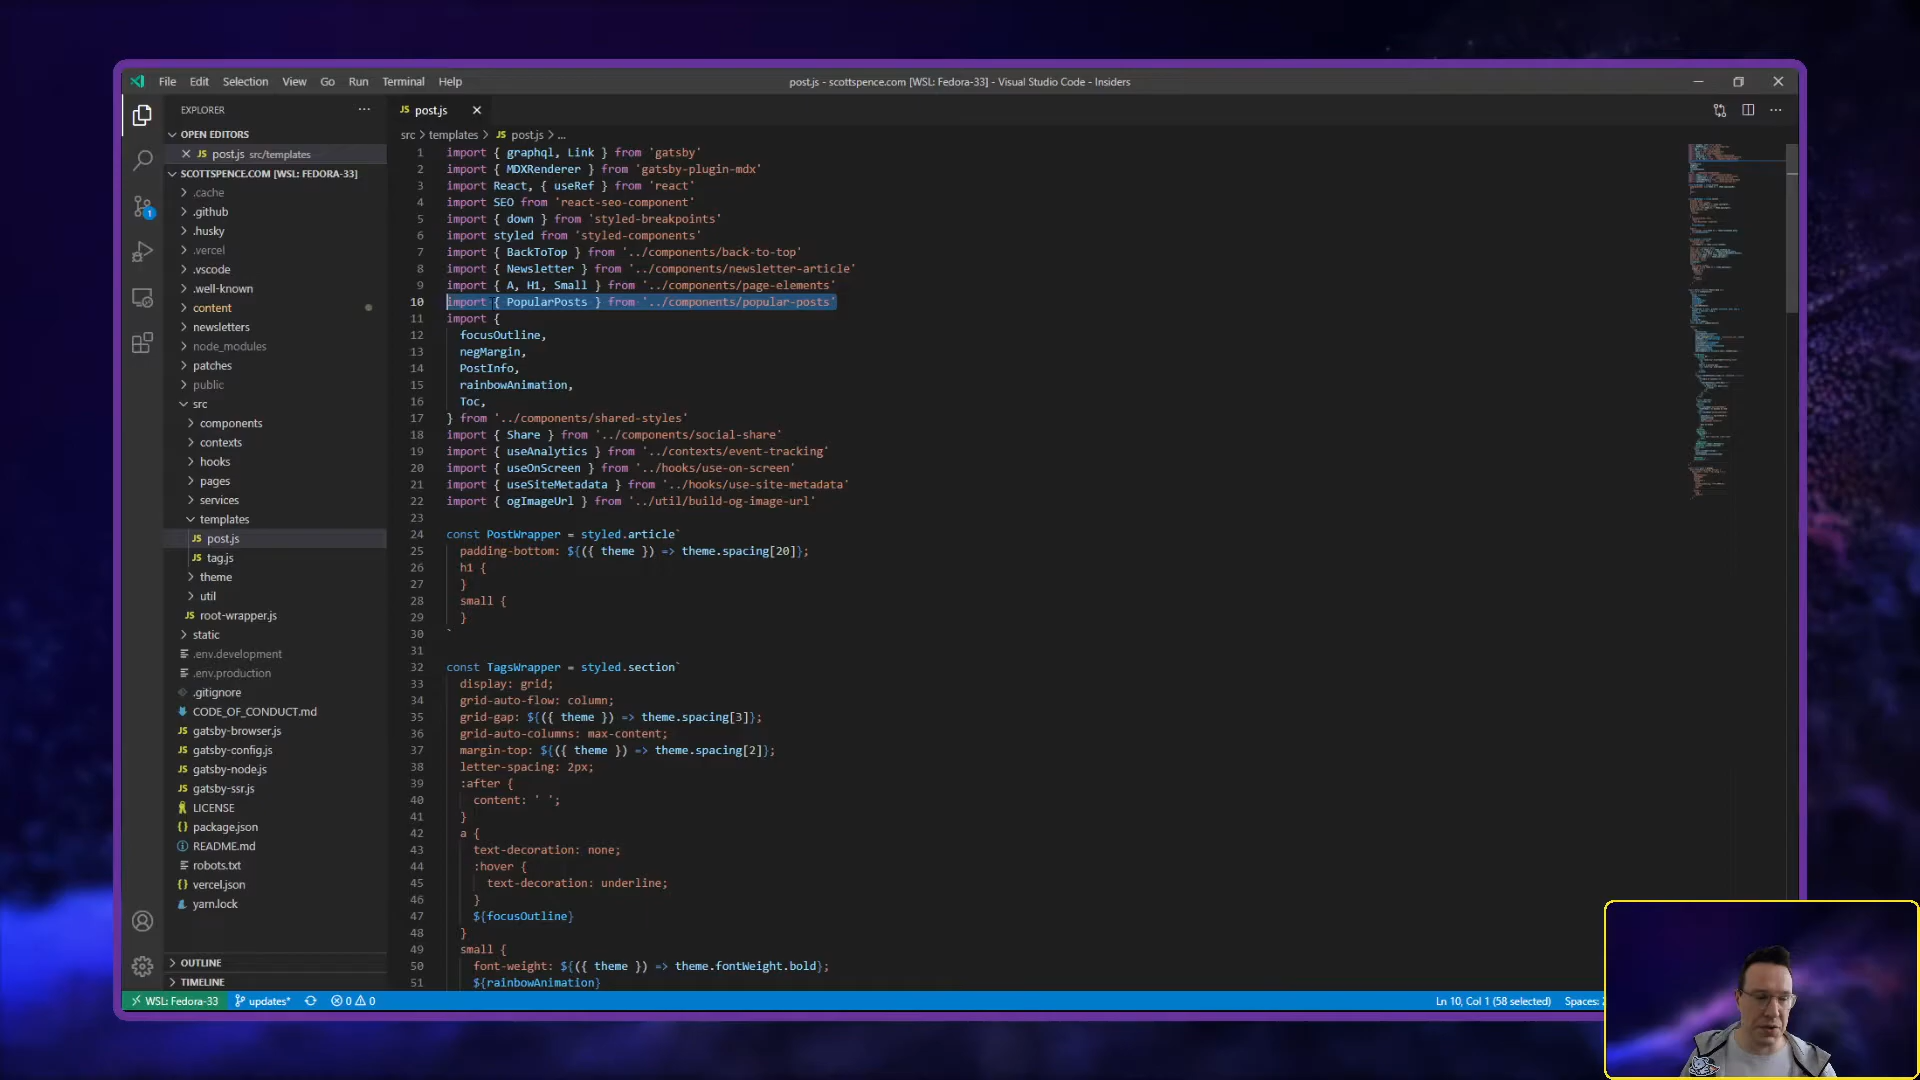 File Edit Selection View Go Run Terminal Help
post.js - scottspence.com [WSL: Fedora-33] - Visual Studio Code - Insiders
EXPLORER
OPEN EDITORS
post.js src/templates
SCOTTSPENCE.COM [WSL: FEDORA-33]
.cache
.github
.husky
.vercel
.vscode
.well-known
content
newsletters
node_modules
patches
public
src
components
contexts
hooks
pages
services
templates
JS post.js
JS tag.js
theme
util
JS root-wrapper.js
static
.env.development
.env.production
.gitignore
CODE_OF_CONDUCT.md
JS gatsby-browser.js
JS gatsby-config.js
JS gatsby-node.js
JS gatsby-ssr.js
LICENSE
{} package.json
README.md
robots.txt
{} vercel.json
yarn.lock
OUTLINE
TIMELINE
JS post.js
src > templates > JS post.js > ...
1 import { graphql, Link } from 'gatsby'
2 import { MDXRenderer } from 'gatsby-plugin-mdx'
3 import React, { useRef } from 'react'
4 import SEO from 'react-seo-component'
5 import { down } from 'styled-breakpoints'
6 import styled from 'styled-components'
7 import { BackToTop } from '../components/back-to-top'
8 import { Newsletter } from '../components/newsletter-article'
9 import { A, H1, Small } from '../components/page-elements'
10 import { PopularPosts } from '../components/popular-posts'
11 import {
12 focusOutline,
13 negMargin,
14 PostInfo,
15 rainbowAnimation,
16 Toc,
17 } from '../components/shared-styles'
18 import { Share } from '../components/social-share'
19 import { useAnalytics } from '../contexts/event-tracking'
20 import { useOnScreen } from '../hooks/use-on-screen'
21 import { useSiteMetadata } from '../hooks/use-site-metadata'
22 import { ogImageUrl } from '../util/build-og-image-url'
23
24 const PostWrapper = styled.article`
25 padding-bottom: ${({ theme }) => theme.spacing[20]};
26 h1 {
27 }
28 small {
29 }
30 `
31
32 const TagsWrapper = styled.section`
33 display: grid;
34 grid-auto-flow: column;
35 grid-gap: ${({ theme }) => theme.spacing[3]};
36 grid-auto-columns: max-content;
37 margin-top: ${({ theme }) => theme.spacing[2]};
38 letter-spacing: 2px;
39 :after {
40 content: ' ';
41 }
42 a {
43 text-decoration: none;
44 :hover {
45 text-decoration: underline;
46 }
47 ${focusOutline}
48 }
49 small {
50 font-weight: ${({ theme }) => theme.fontWeight.bold};
51 ${rainbowAnimation}
WSL: Fedora-33 updates* 0 0 Ln 10, Col 1 (58 selected) Spaces: